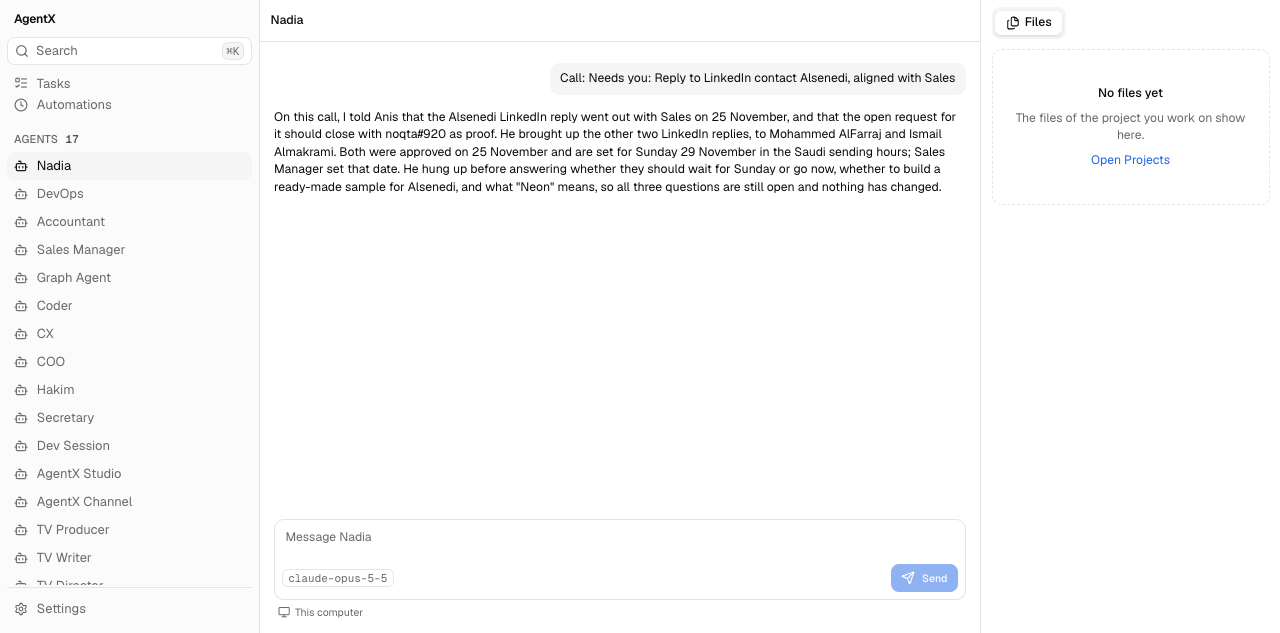 AgentX
Search
⌘K
Tasks
Automations
AGENTS 17
Nadia
DevOps
Accountant
Sales Manager
Graph Agent
Coder
CX
COO
Hakim
Secretary
Dev Session
AgentX Studio
AgentX Channel
TV Producer
TV Writer
TV Director
Settings
Nadia
Call: Needs you: Reply to LinkedIn contact Alsenedi, aligned with Sales
On this call, I told Anis that the Alsenedi LinkedIn reply went out with Sales on 25 November, and that the open request for
it should close with noqta#920 as proof. He brought up the other two LinkedIn replies, to Mohammed AlFarraj and Ismail
Almakrami. Both were approved on 25 November and are set for Sunday 29 November in the Saudi sending hours; Sales
Manager set that date. He hung up before answering whether they should wait for Sunday or go now, whether to build a
ready-made sample for Alsenedi, and what "Neon" means, so all three questions are still open and nothing has changed.
Message Nadia
claude-opus-5-5
Send
This computer
Files
No files yet
The files of the project you work on show
here.
Open Projects